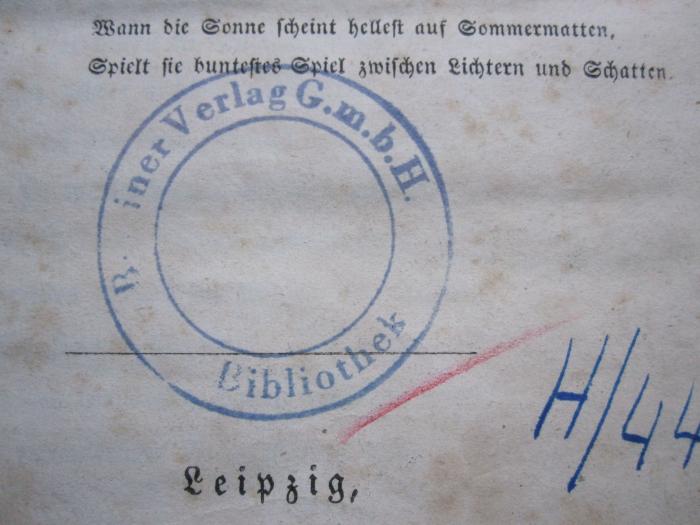 Wann die Sonne scheint hellest auf Sommermatten,
Spielt sie buntestes Spiel zwischen Lichtern und Schatten.
B iner Verlag G.m.b.H.
Bibliothek
H/44
Leipzig,